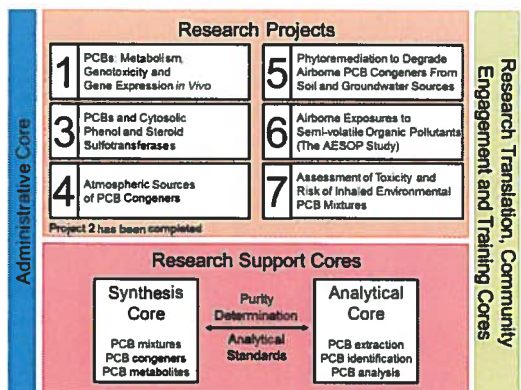 Administrative Core
Research Projects
1
PCBs: Metabolism,
Genotoxicity and
Gene Expression in Vivo
3
PCBs and Cytosolic
Phenol and Steroid
Sulfotransferases
4
Atmospheric Sources
of PCB Congeners
Project 2 has been completed
5
Phytoremediation to Degrade
Airborne PCB Congeners From
Soil and Groundwater Sources
6
Airborne Exposures to
Semi-volatile Organic Pollutants
(The AESOP Study)
7
Assessment of Toxicity and
Risk of Inhaled Environmental
PCB Mixtures
Research Support Cores
Synthesis
Core
PCB mixtures
PCB congeners
PCB metabolites
Purity
Determination
Analytical
Standards
Analytical
Core
PCB extraction
PCB identification
PCB analysis
Research Translation, Community
Engagement and Training Cores